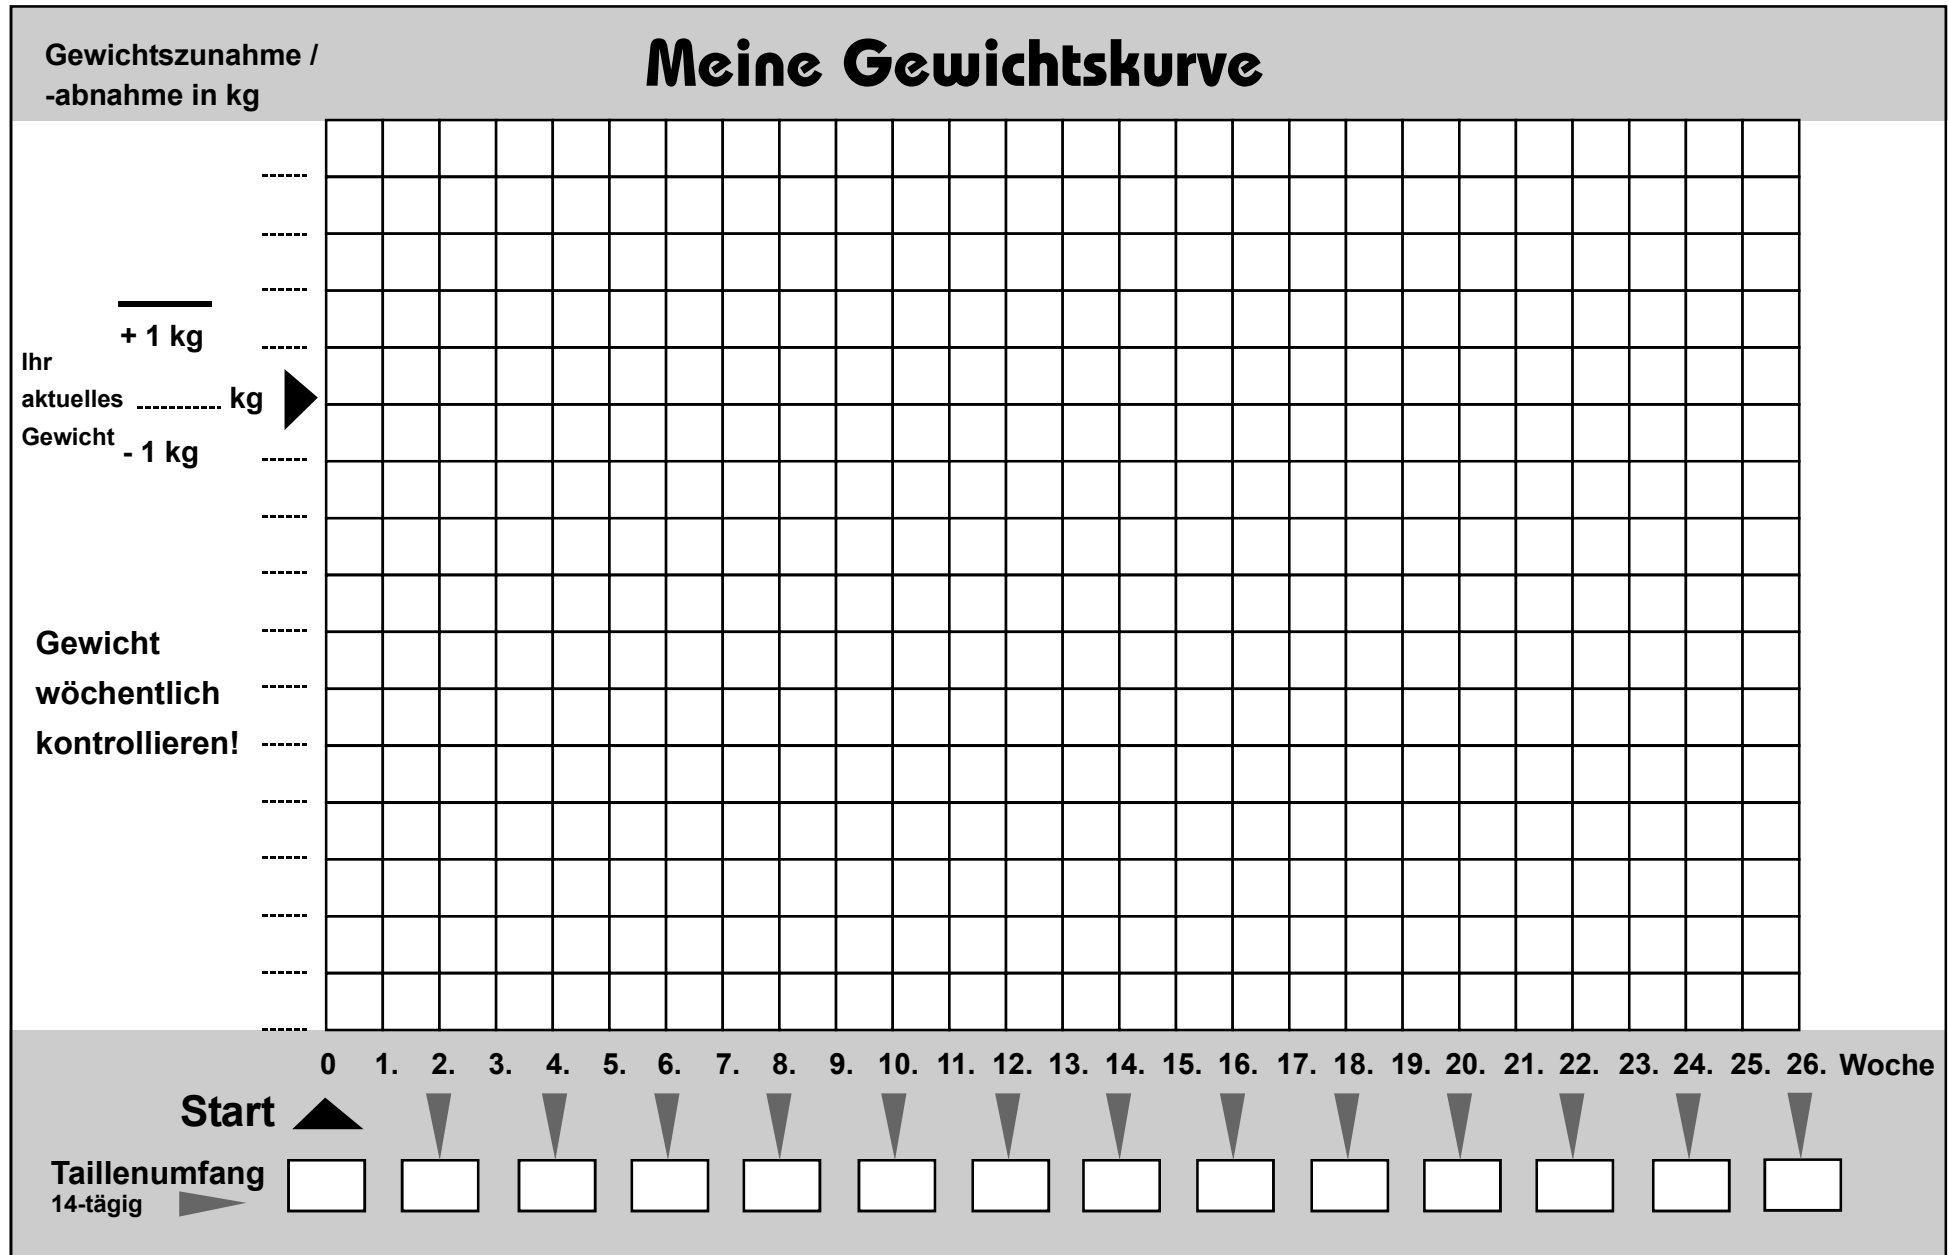 Gewichtszunahme /
-abnahme in kg
Meine Gewichtskurve
+ 1 kg
Ihr
aktuelles ........... kg
Gewicht
- 1 kg
Gewicht
wöchentlich
kontrollieren!
0 1. 2. 3. 4. 5. 6. 7. 8. 9. 10. 11. 12. 13. 14. 15. 16. 17. 18. 19. 20. 21. 22. 23. 24. 25. 26. Woche
Start
Taillenumfang
14-tägig